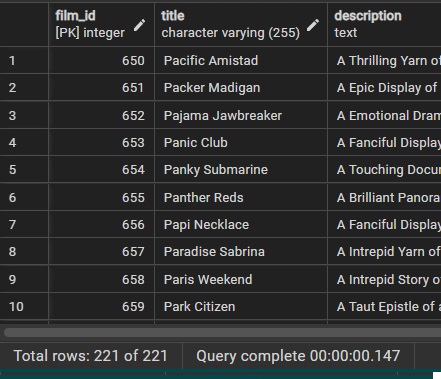 film_id title description
[PK] integer character varying (255) text
1 650 Pacific Amistad A Thrilling Yarn of
2 651 Packer Madigan A Epic Display of
3 652 Pajama Jawbreaker A Emotional Dram
4 653 Panic Club A Fanciful Display
5 654 Panky Submarine A Touching Docu
6 655 Panther Reds A Brilliant Panora
7 656 Papi Necklace A Fanciful Display
8 657 Paradise Sabrina A Intrepid Yarn of
9 658 Paris Weekend A Intrepid Story o
10 659 Park Citizen A Taut Epistle of a
Total rows: 221 of 221 Query complete 00:00:00.147